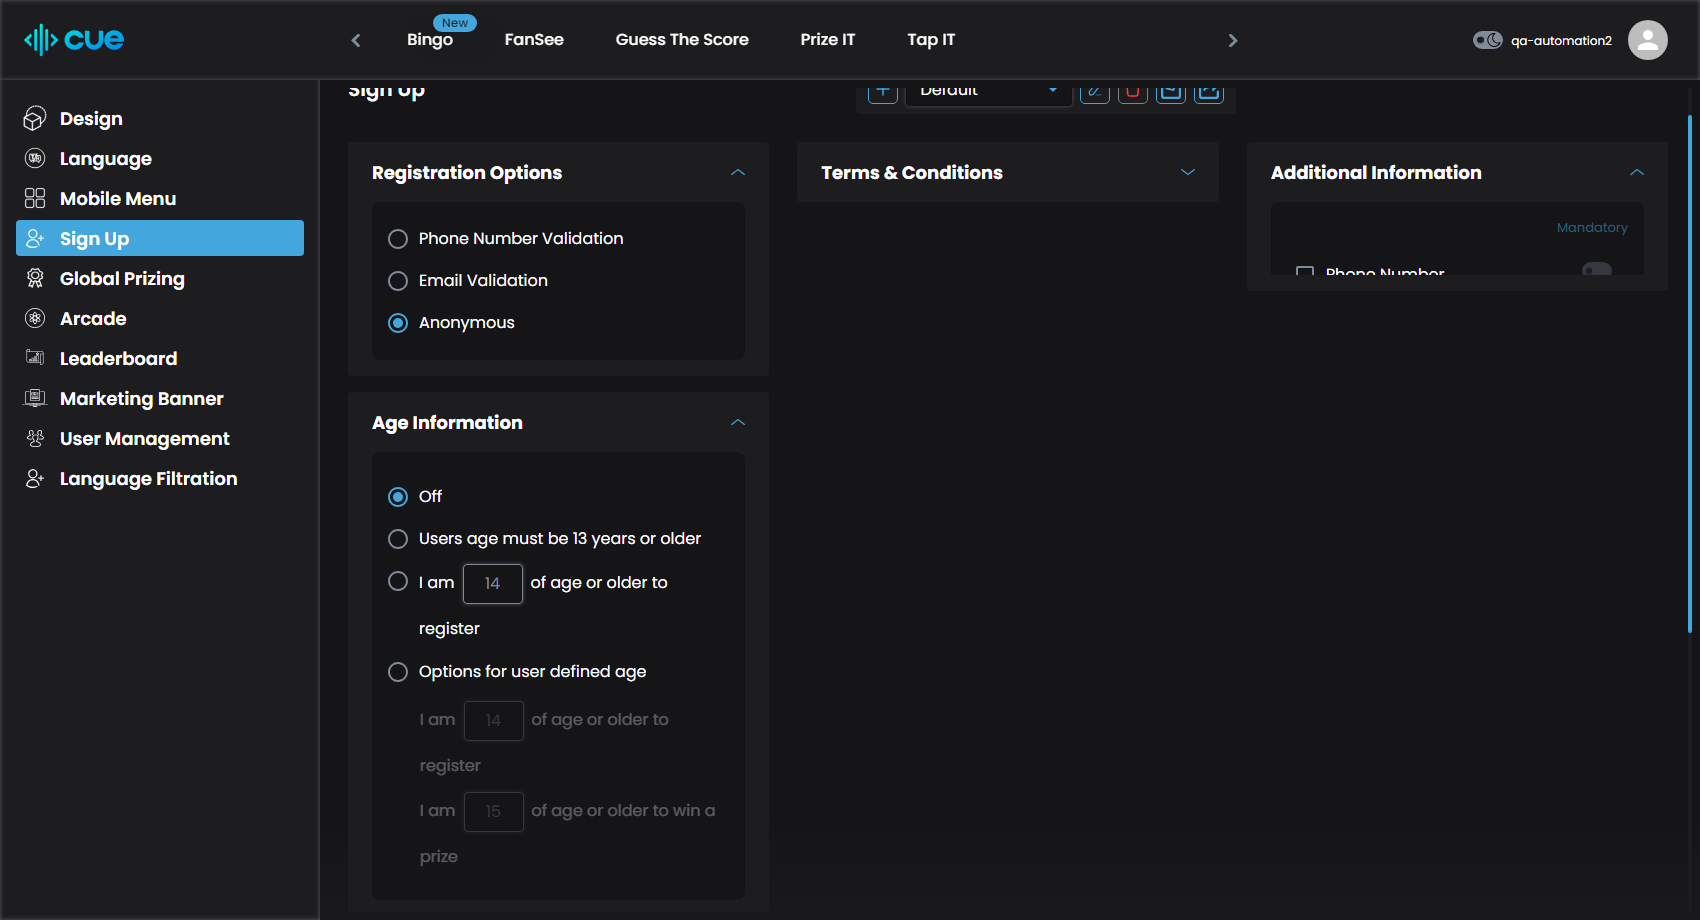 cue
New
Bingo
FanSee
Guess The Score
Prize IT
Tap IT
qa-automation2
Design
Language
Mobile Menu
Sign Up
Global Prizing
Arcade
Leaderboard
Marketing Banner
User Management
Language Filtration
Sign Up
Default
Registration Options
Phone Number Validation
Email Validation
Anonymous
Age Information
Off
Users age must be 13 years or older
I am 14 of age or older to
register
Options for user defined age
I am 14 of age or older to
register
I am 15 of age or older to win a
prize
Terms & Conditions
Additional Information
Mandatory
Phone Number